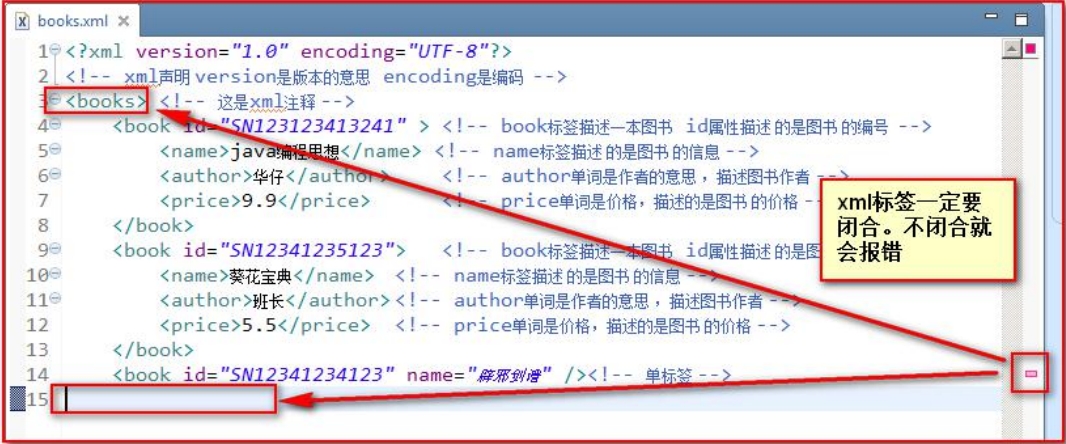 books.xml
1 <?xml version="1.0" encoding="UTF-8"?>
2 <!-- xml声明 version是版本的意思 encoding是编码 -->
3 <books> <!-- 这是xml注释 -->
4 <book id="SN123123413241" > <!-- book标签描述一本图书 id属性描述 的是图书 的编号 -->
5 <name>java编程思想</name> <!-- name标签描述 的是图书 的信息 -->
6 <author>华仔</author> <!-- author单词是作者的意思 ，描述图书作者 -->
7 <price>9.9</price> <!-- price单词是价格，描述的是图书 的价格 -
8 </book>
9 <book id="SN12341235123"> <!-- book标签描述一本图书 id属性描述 的是图
10 <name>葵花宝典</name> <!-- name标签描述 的是图书 的信息 -->
11 <author>班长</author> <!-- author单词是作者的意思 ，描述图书作者 -->
12 <price>5.5</price> <!-- price单词是价格，描述的是图书 的价格 -->
13 </book>
14 <book id="SN12341234123" name="辟邪剑谱" /><!-- 单标签 -->
15
xml标签一定要
闭合。不闭合就
会报错